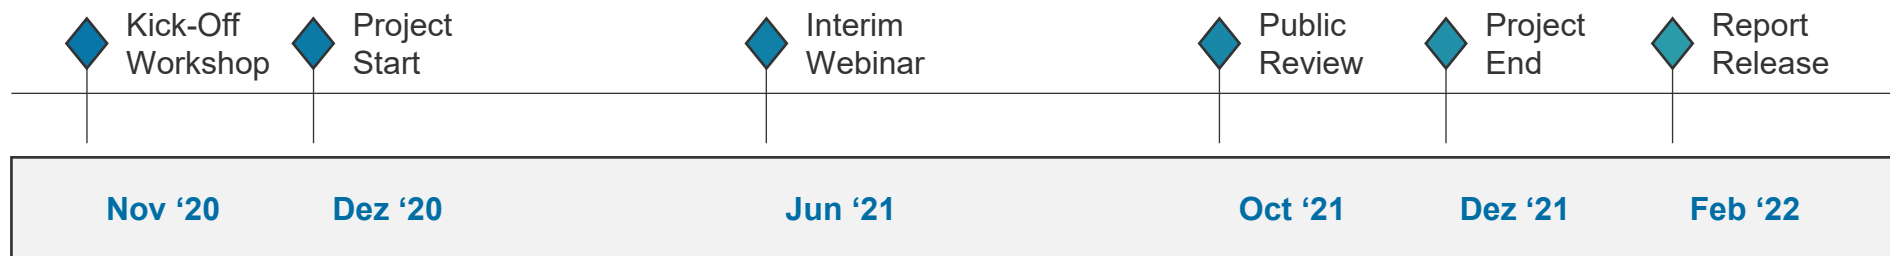 Kick-Off
Workshop
Project
Start
Interim
Webinar
Public
Review
Project
End
Report
Release
Nov ‘20
Dez ‘20
Jun ‘21
Oct ‘21
Dez ‘21
Feb ‘22